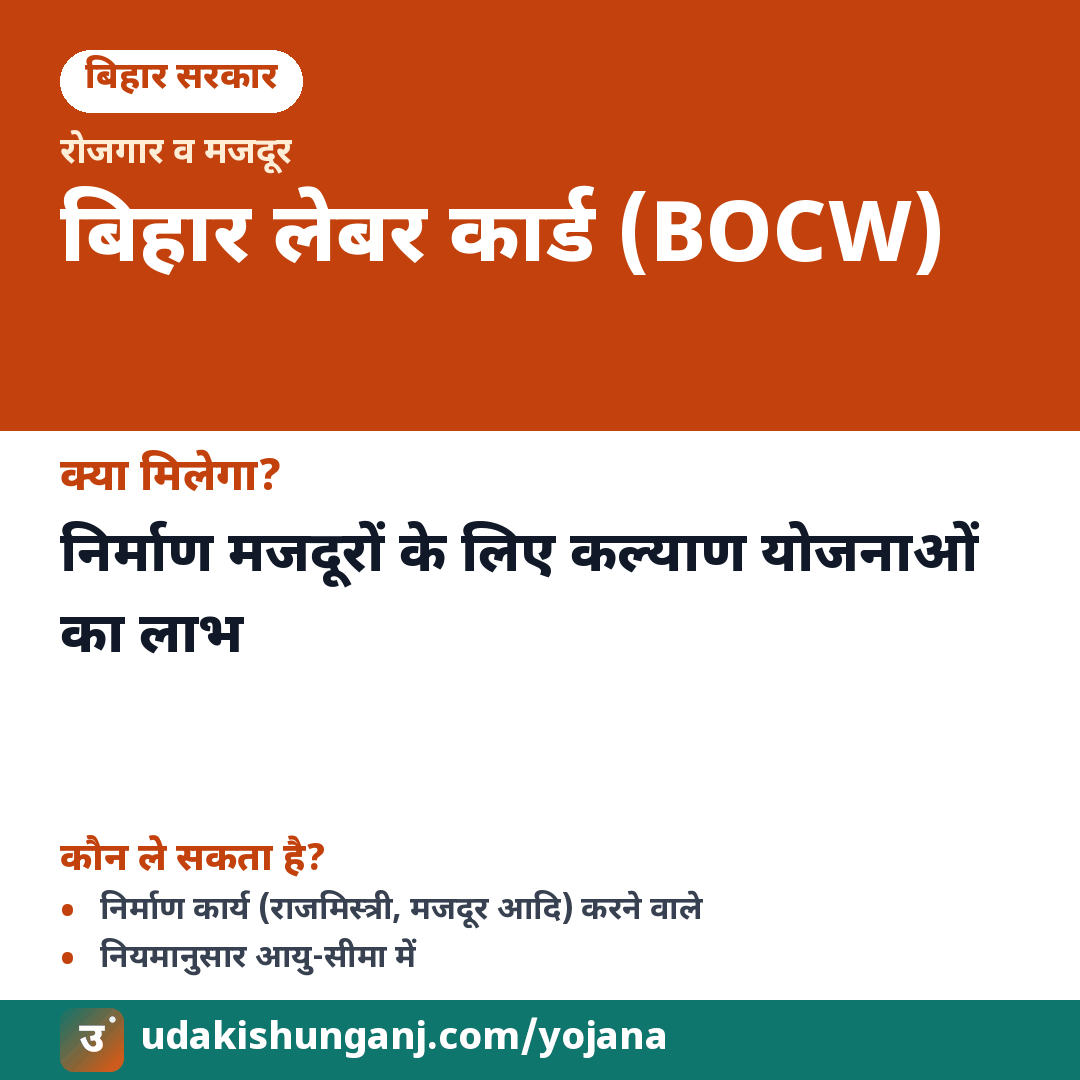 बिहार सरकार
रोजगार व मजदूर
बिहार लेबर कार्ड (BOCW)
क्या मिलेगा?
निर्माण मजदूरों के लिए कल्याण योजनाओं
का लाभ
कौन ले सकता है?
• निर्माण कार्य (राजमिस्त्री, मजदूर आदि) करने वाले
• नियमानुसार आयु-सीमा में
उ udakishunganj.com/yojana